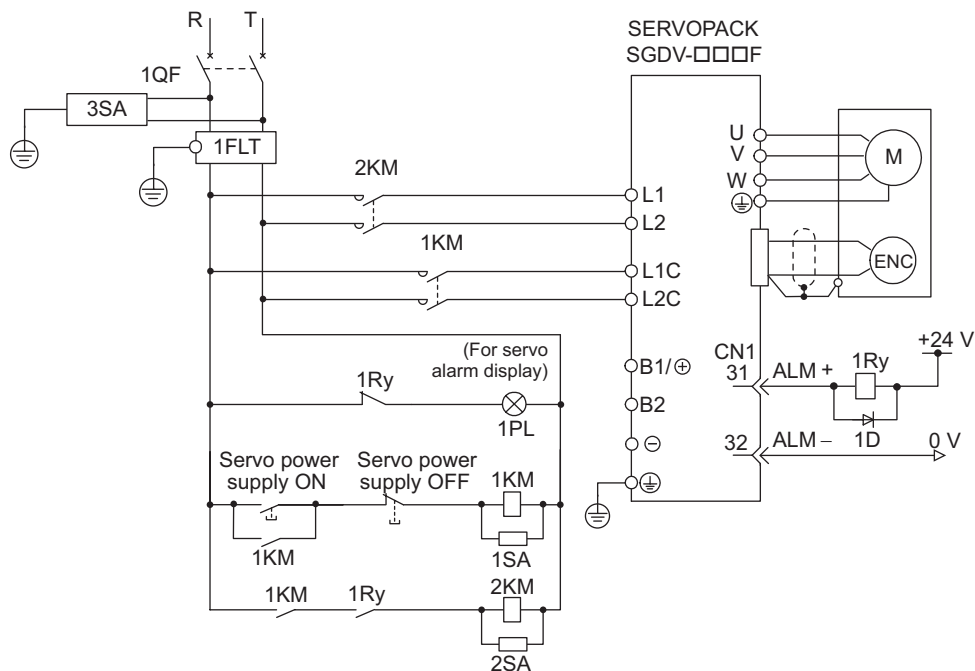 R T
SERVOPACK
SGDV-□□□F
1QF
3SA
1FLT
2KM
L1
L2
1KM
L1C
L2C
U
V
W
M
ENC
(For servo
alarm display)
1Ry
1PL
B1/⊕
B2
⊖
CN1
31
ALM +
1Ry
+24 V
1D
32
ALM –
0 V
Servo power
supply ON
Servo power
supply OFF
1KM
1KM
1SA
1KM
1Ry
2KM
2SA